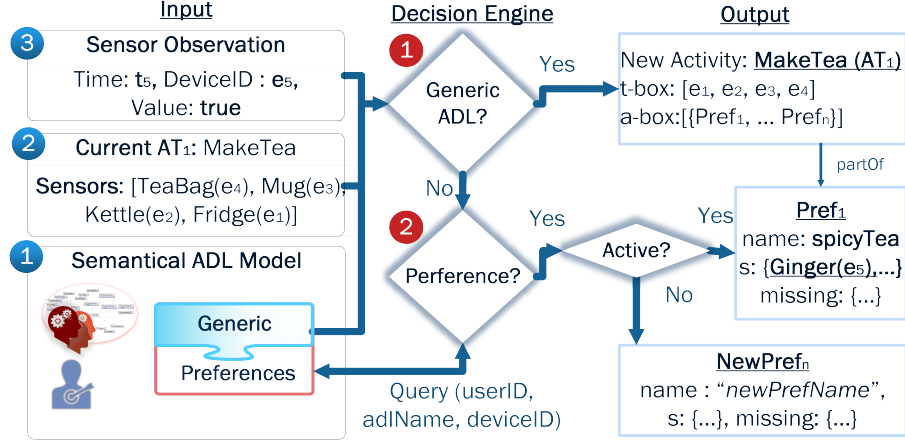 Input
3
Sensor Observation
Time: t5, DeviceID : e5,
Value: true
2
Current AT1: MakeTea
Sensors: [TeaBag(e4), Mug(e3),
Kettle(e2), Fridge(e1)]
1
Semantical ADL Model
Generic
Preferences
Decision Engine
1
Generic
ADL?
Yes
No
2
Perference?
Yes
Active?
Yes
No
Query (userID,
adlName, deviceID)
Output
New Activity: MakeTea (AT1)
t-box: [e1, e2, e3, e4]
a-box:[{Pref1, ... Prefn}]
partOf
Pref1
name: spicyTea
s: {Ginger(e5),...}
missing: {...}
NewPrefn
name : “newPrefName”,
s: {...}, missing: {...}